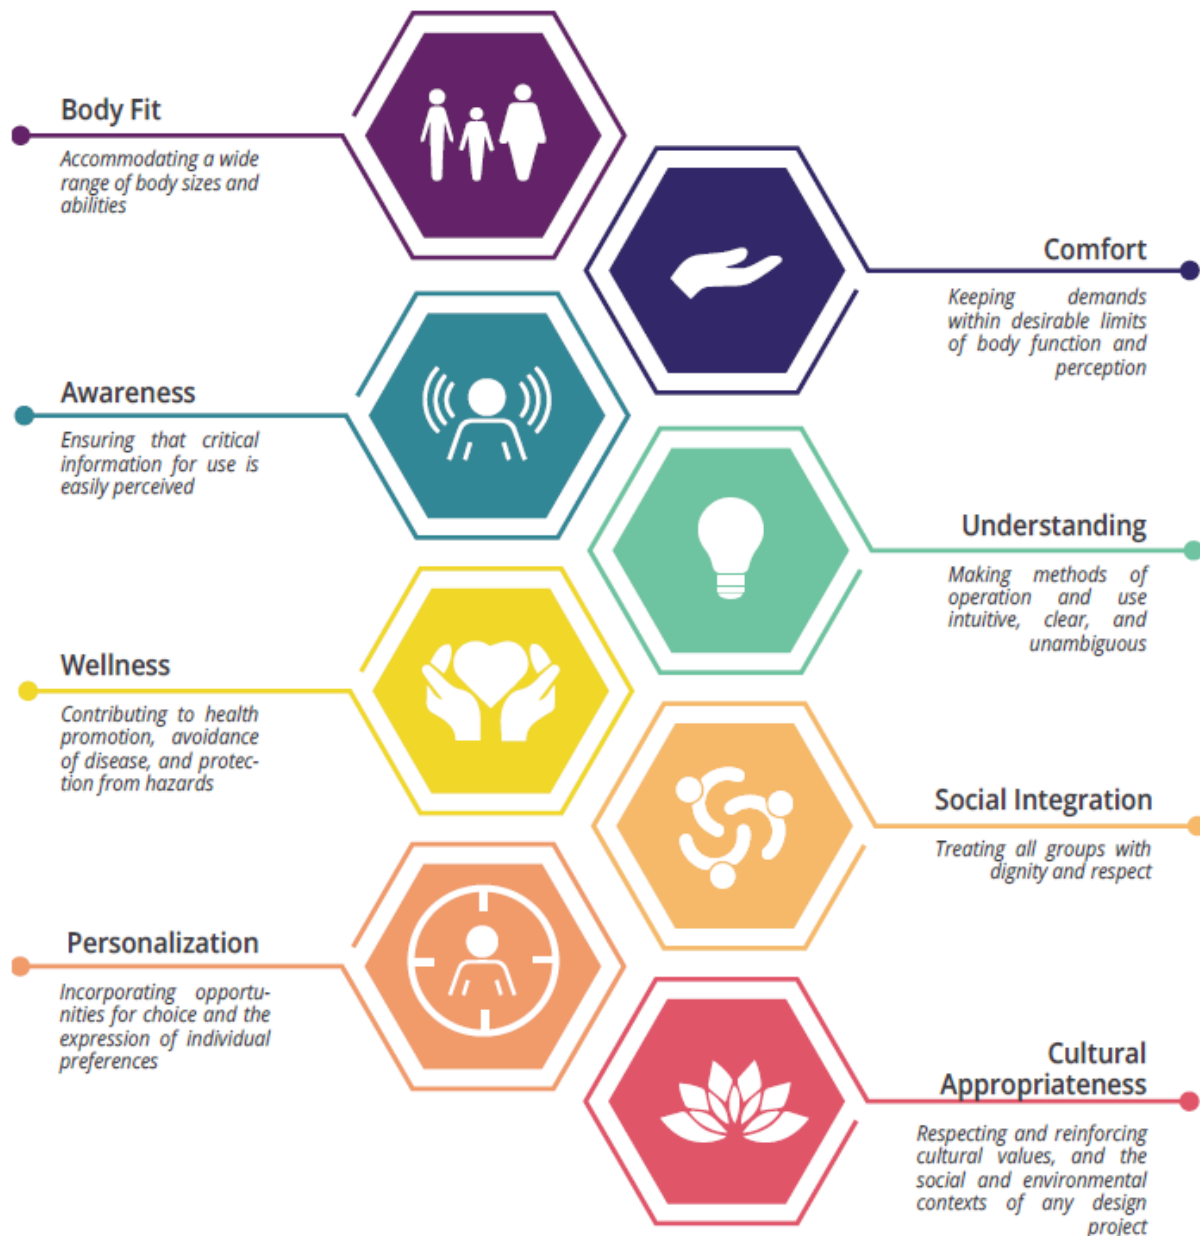 Body Fit
Accommodating a wide
range of body sizes and
abilities
Comfort
Keeping demands
within desirable limits
of body function and
perception
Awareness
Ensuring that critical
information for use is
easily perceived
Understanding
Making methods of
operation and use
intuitive, clear, and
unambiguous
Wellness
Contributing to health
promotion, avoidance
of disease, and protec-
tion from hazards
Social Integration
Treating all groups with
dignity and respect
Personalization
Incorporating opportu-
nities for choice and the
expression of individual
preferences
Cultural
Appropriateness
Respecting and reinforcing
cultural values, and the
social and environmental
contexts of any design
project